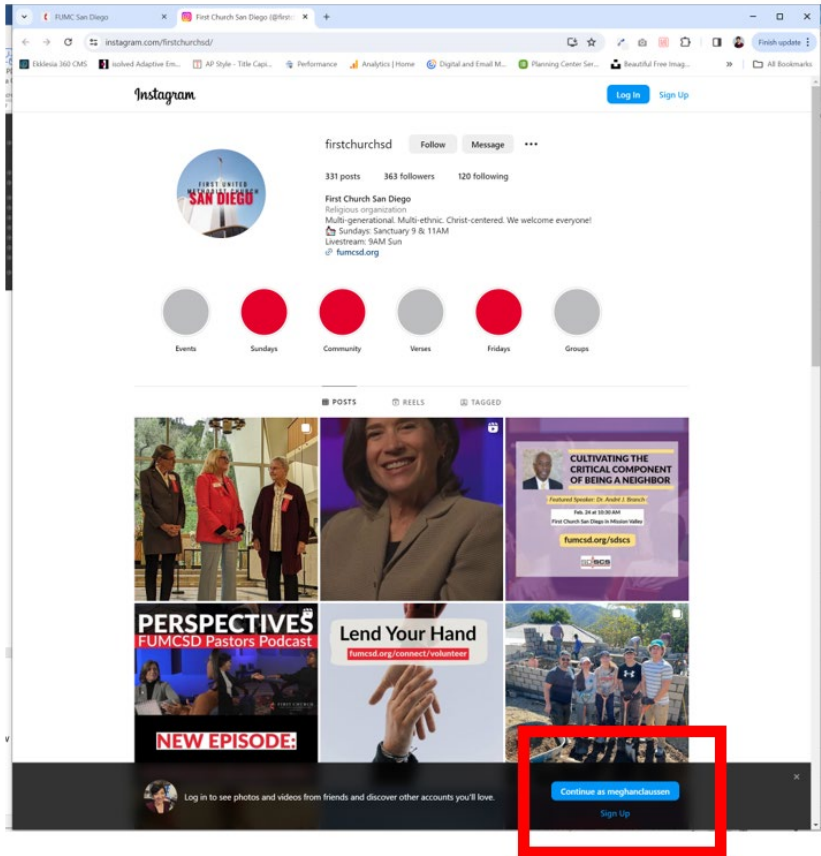 FUMC San Diego
First Church San Diego (@first
instagram.com/firstchurchsd/
Finish update
Ekklesia 360 CMS
isolved Adaptive Em...
AP Style - Title Capi...
Performance
Analytics | Home
Digital and Email M...
Planning Center Ser...
Beautiful Free Imag...
»
All Bookmarks
Instagram
Log In
Sign Up
firstchurchsd
Follow
Message
331 posts
363 followers
120 following
FIRST UNITED
METHODIST CHURCH
SAN DIEGO
First Church San Diego
Religious organization
Multi-generational. Multi-ethnic. Christ-centered. We welcome everyone!
Sundays: Sanctuary 9 & 11AM
Livestream: 9AM Sun
fumcsd.org
Events
Sundays
Community
Verses
Fridays
Groups
POSTS
REELS
TAGGED
CULTIVATING THE
CRITICAL COMPONENT
OF BEING A NEIGHBOR
Featured Speaker: Dr. André J. Branch
Feb. 24 at 10:30 AM
First Church San Diego in Mission Valley
fumcsd.org/sdscs
SDSCS
PERSPECTIVES
FUMCSD Pastors Podcast
NEW EPISODE:
Lend Your Hand
fumcsd.org/connect/volunteer
Log in to see photos and videos from friends and discover other accounts you'll love.
Continue as meghanclaussen
Sign Up